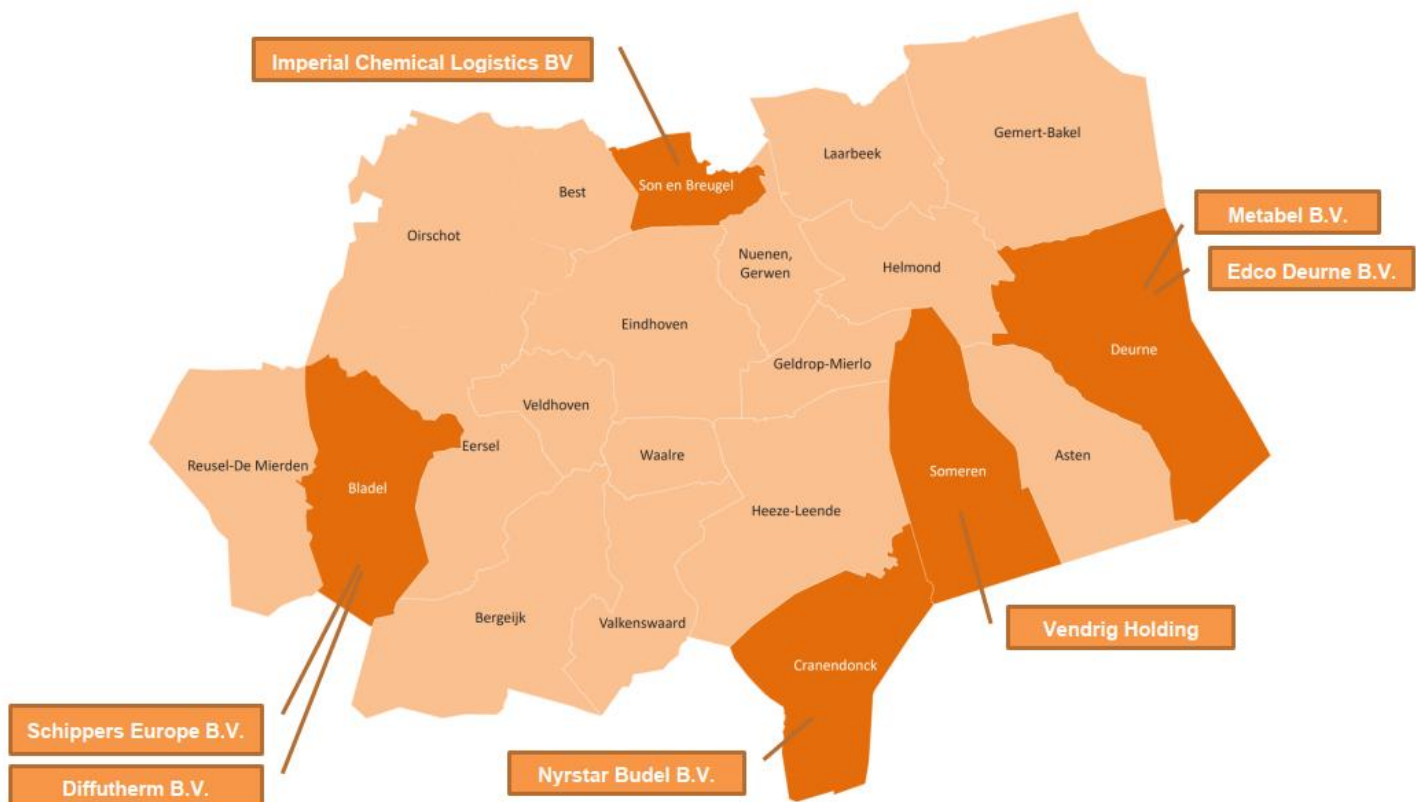 Imperial Chemical Logistics BV
Gemert-Bakel
Laarbeek
Son en Breugel
Best
Metabel B.V.
Oirschot
Nuenen,
Gerwen
Helmond
Edco Deurne B.V.
Eindhoven
Deurne
Geldrop-Mierlo
Veldhoven
Eersel
Waalre
Asten
Reusel-De Mierden
Someren
Bladel
Heeze-Leende
Bergeijk
Valkenswaard
Vendrig Holding
Cranendonck
Schippers Europe B.V.
Nyrstar Budel B.V.
Diffutherm B.V.